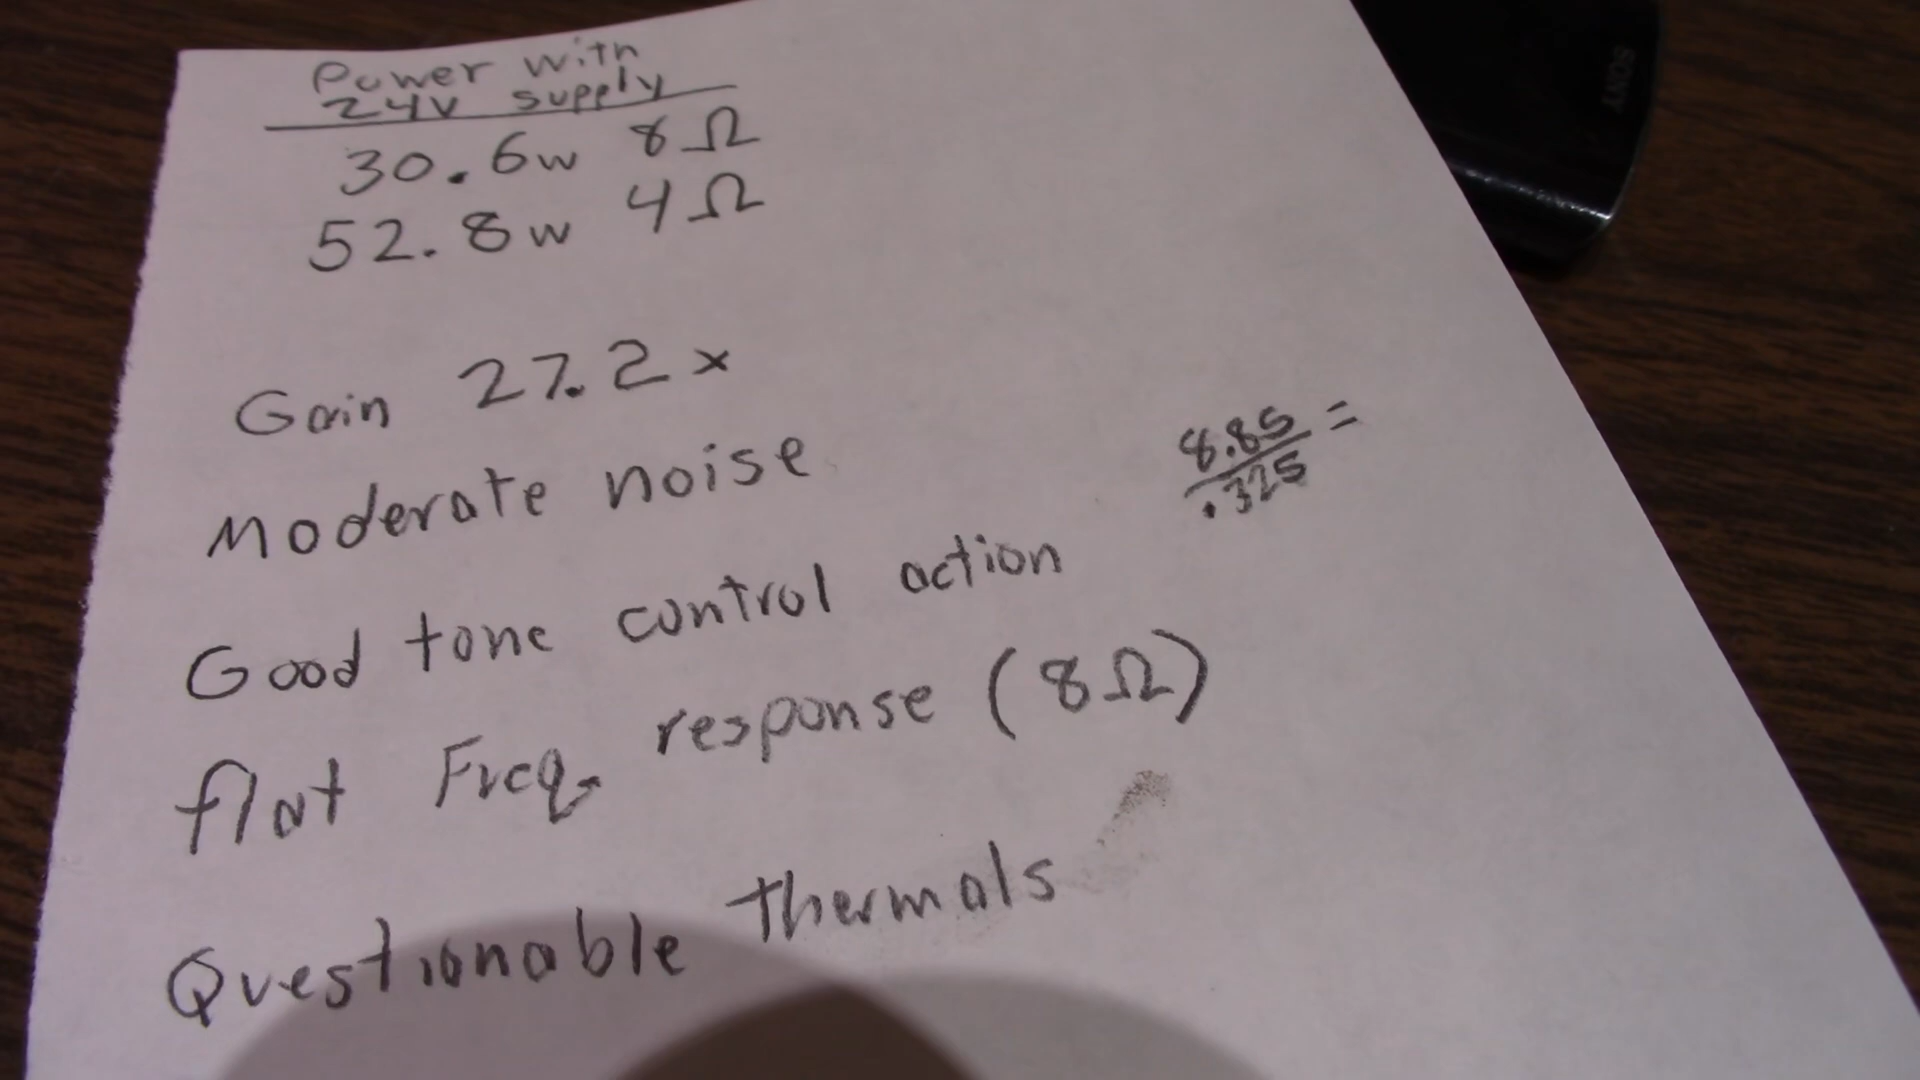 Power with
24V supply
30.6w 8Ω
52.8w 4Ω
Gain 27.2x
Moderate noise
8.85 =
.325
Good tone control action
flat Freq. response (8Ω)
Questionable thermals
SONY